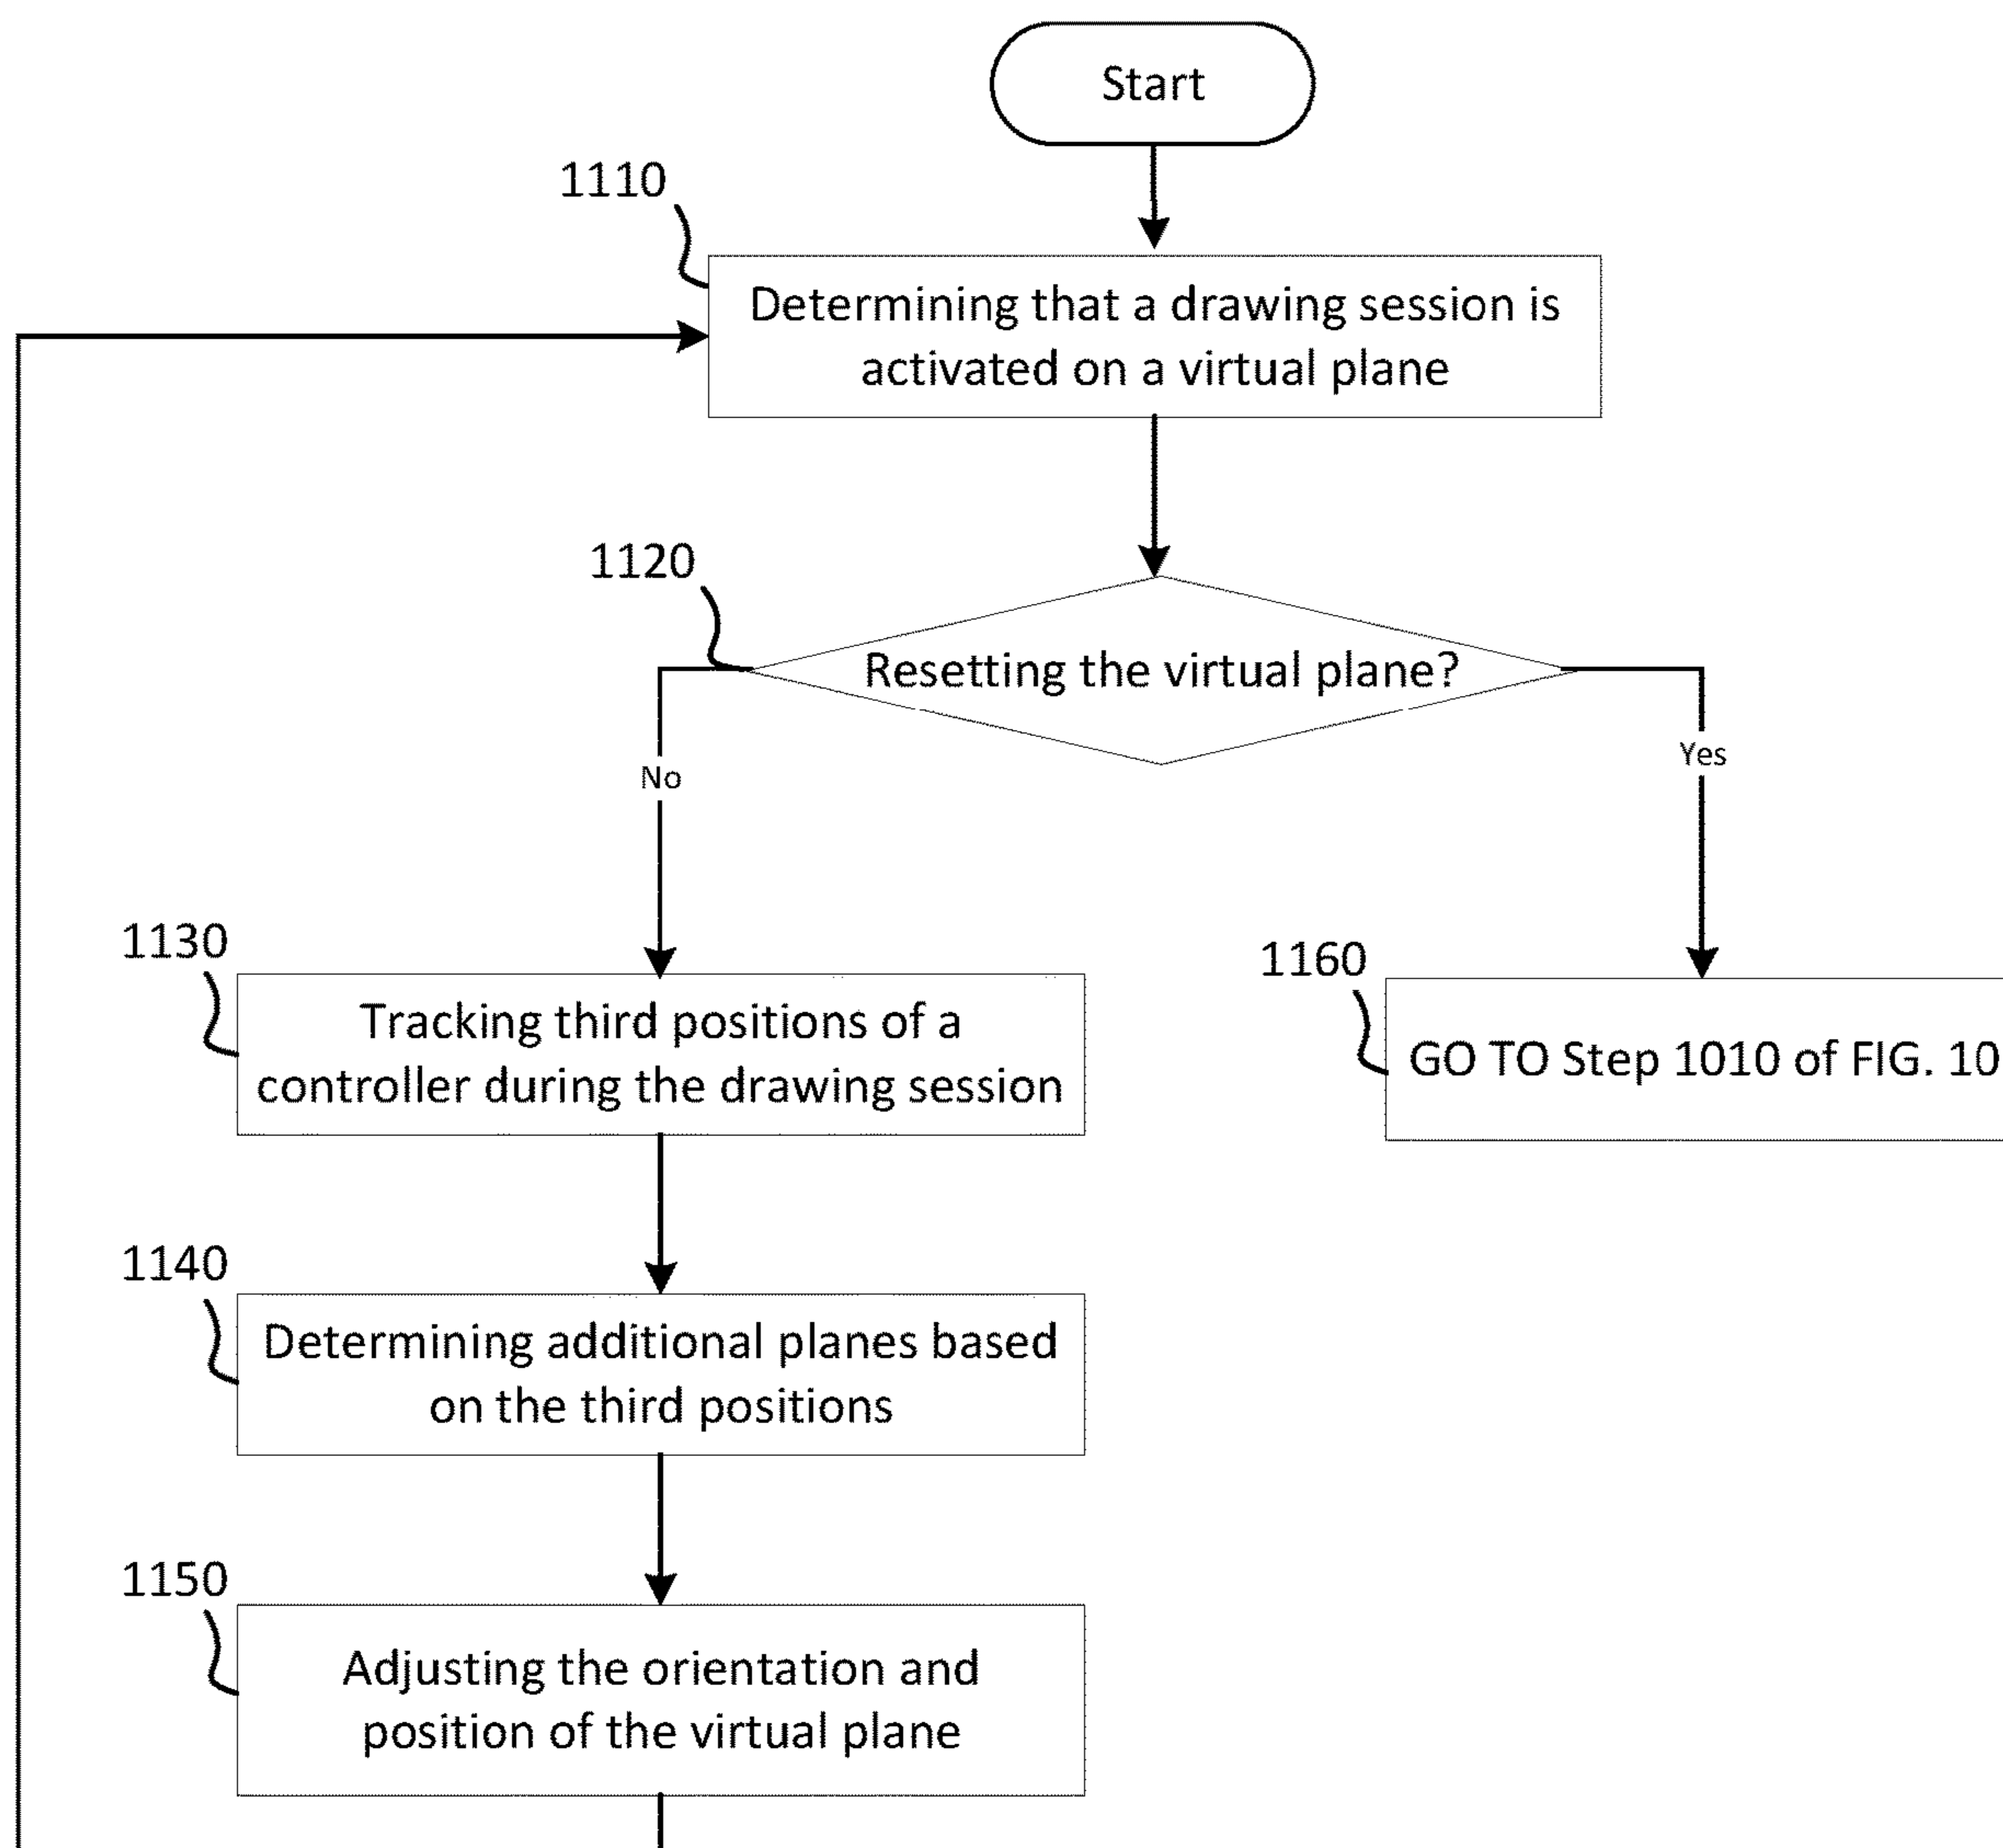 Start
1110
Determining that a drawing session is
activated on a virtual plane
1120
Resetting the virtual plane?
No
Yes
1130
Tracking third positions of a
controller during the drawing session
1160
GO TO Step 1010 of FIG. 10
1140
Determining additional planes based
on the third positions
1150
Adjusting the orientation and
position of the virtual plane